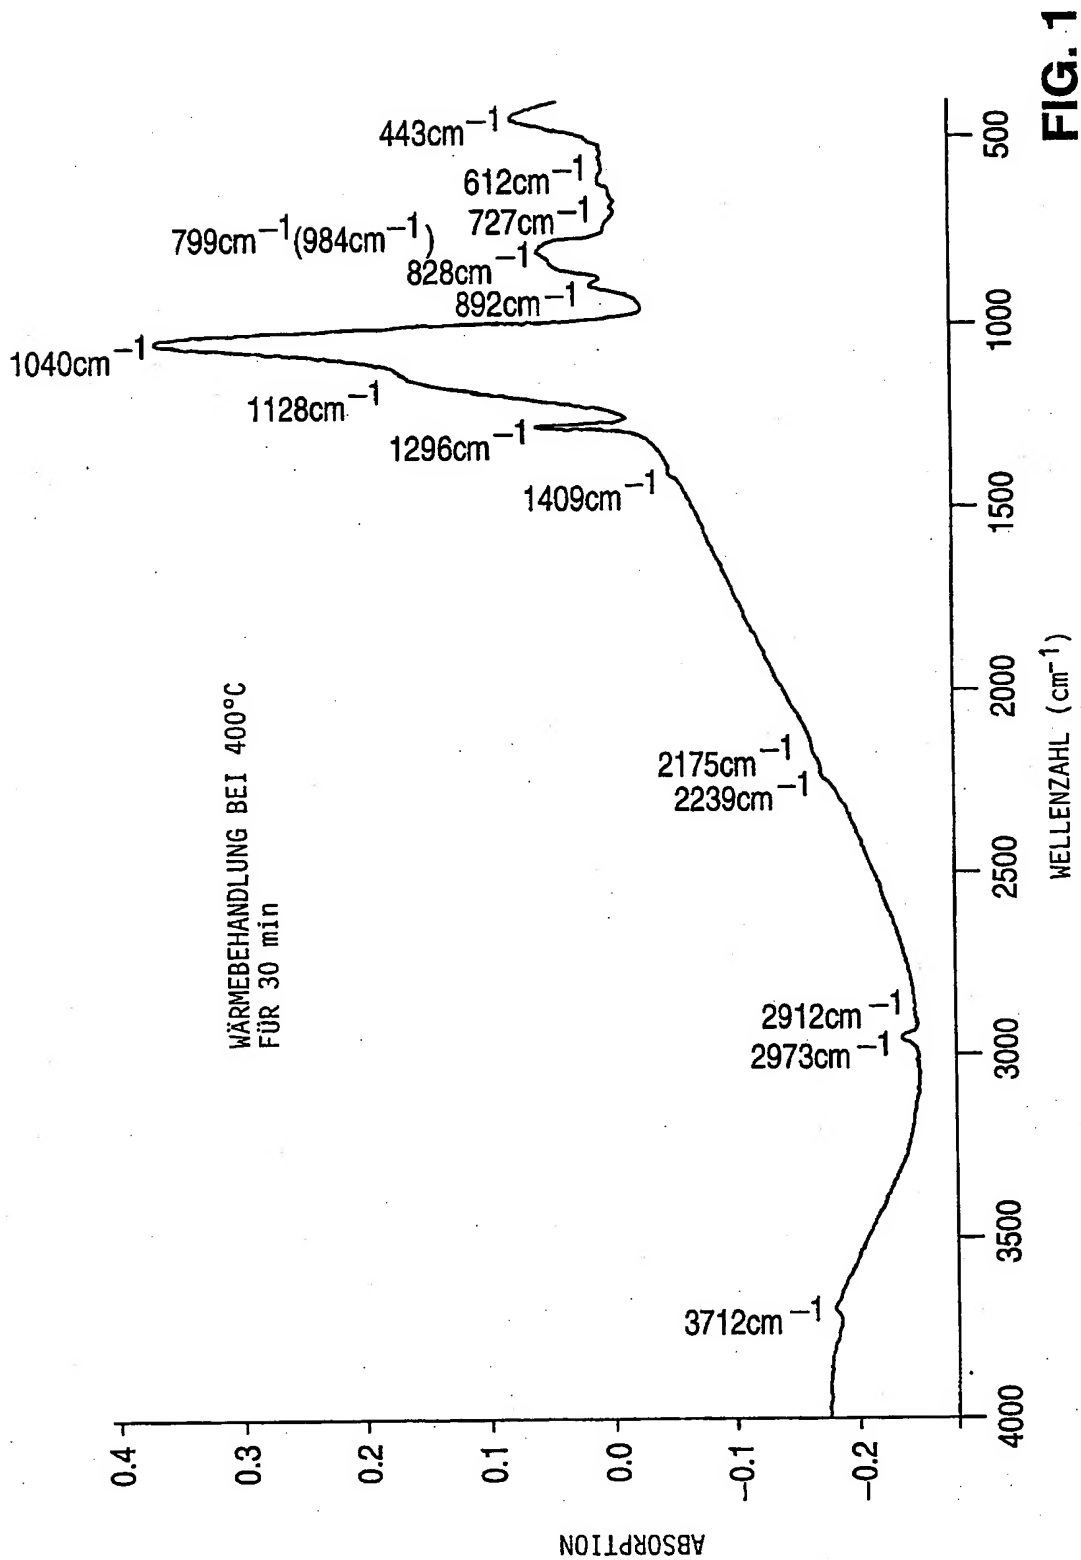 WÄRMEBEHANDLUNG BEI 400°C
FÜR 30 min
ABSORPTION
0.4
0.3
0.2
0.1
0.0
-0.1
-0.2
3712cm⁻¹
2973cm⁻¹
2912cm⁻¹
2239cm⁻¹
2175cm⁻¹
1409cm⁻¹
1296cm⁻¹
1128cm⁻¹
1040cm⁻¹
892cm⁻¹
828cm⁻¹
799cm⁻¹(984cm⁻¹)
727cm⁻¹
612cm⁻¹
443cm⁻¹
4000
3500
3000
2500
2000
1500
1000
500
WELLENZAHL (cm⁻¹)
FIG. 1